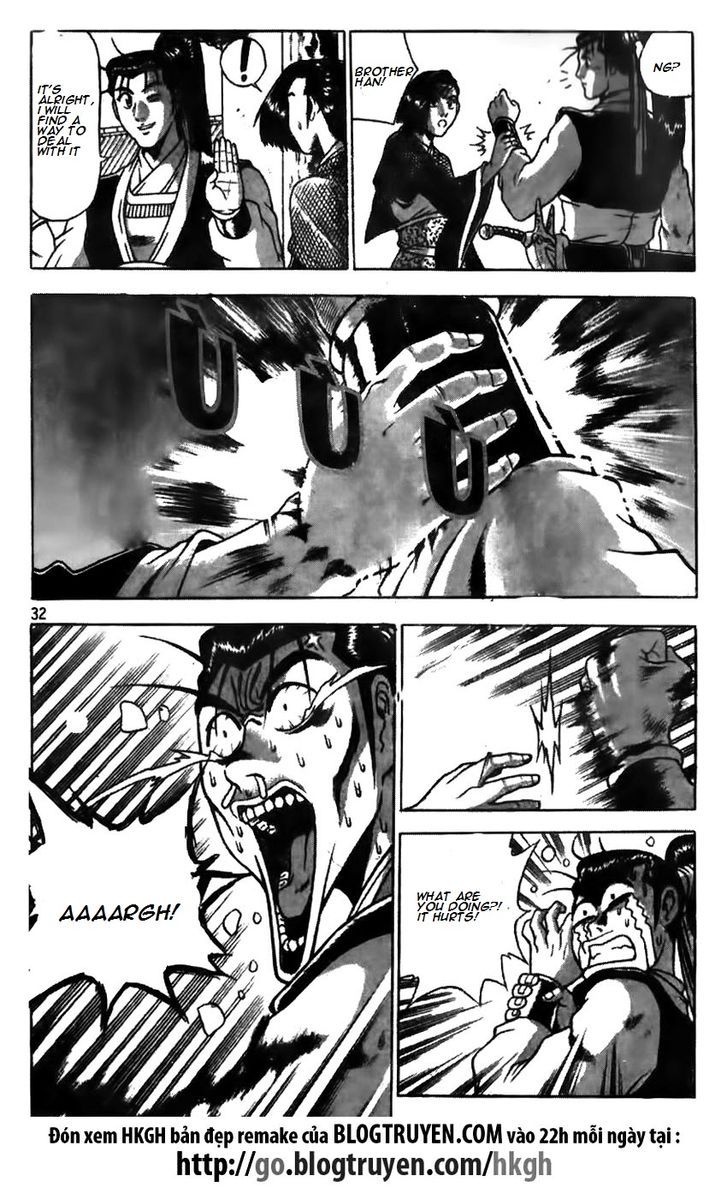 IT'S
ALRIGHT,
I WILL
FIND A
WAY TO
DEAL WITH
IT
!
BROTHER
HAN!
NG?
Ù
Ù
Ù
32
AAAARGH!
WHAT ARE
YOU DOING?!
IT HURTS!
Đón xem HKGH bản đẹp remake của BLOGTRUYEN.COM vào 22h mỗi ngày tại :
http://go.blogtruyen.com/hkgh